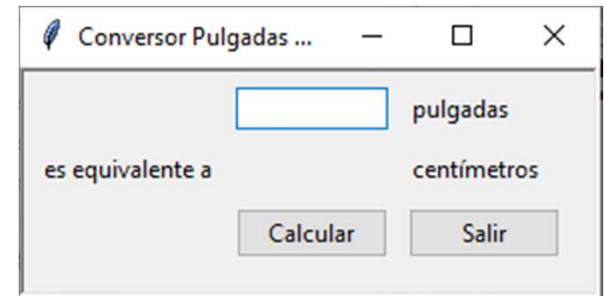 Conversor Pulgadas ...
pulgadas
es equivalente a centímetros
Calcular Salir